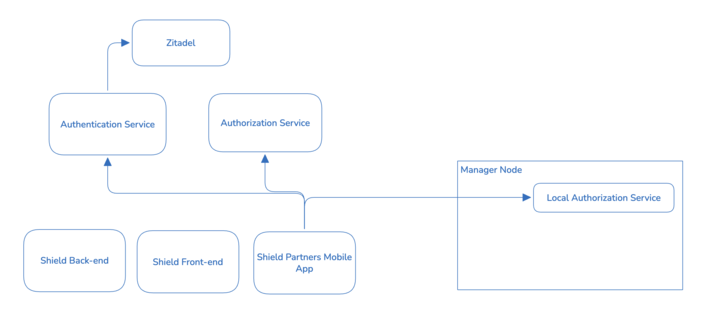 Zitadel
Authentication Service
Authorization Service
Manager Node
Local Authorization Service
Shield Back-end
Shield Front-end
Shield Partners Mobile
App